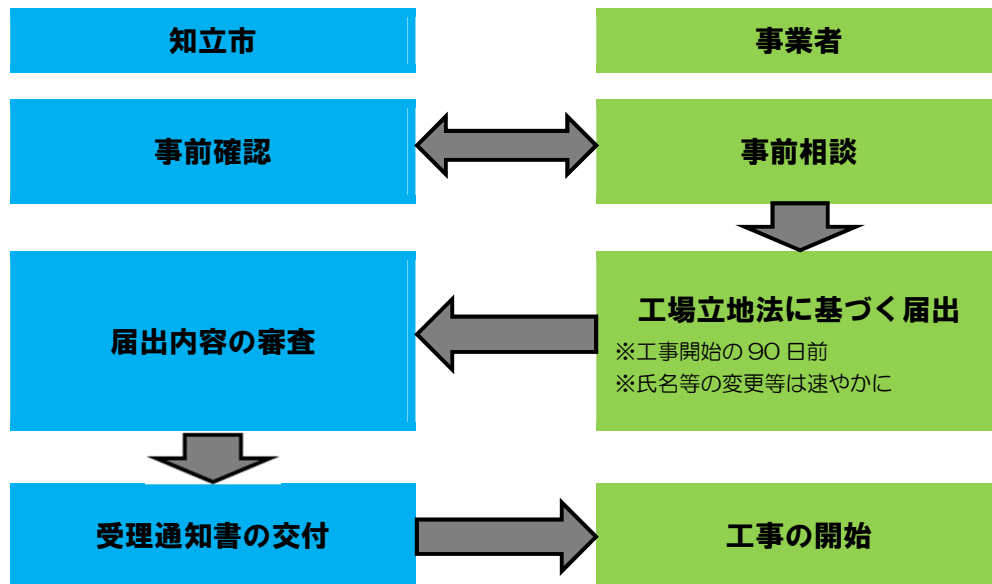 知立市
事業者
事前確認
事前相談
届出内容の審査
工場立地法に基づく届出
※工事開始の 90 日前
※氏名等の変更等は速やかに
受理通知書の交付
工事の開始